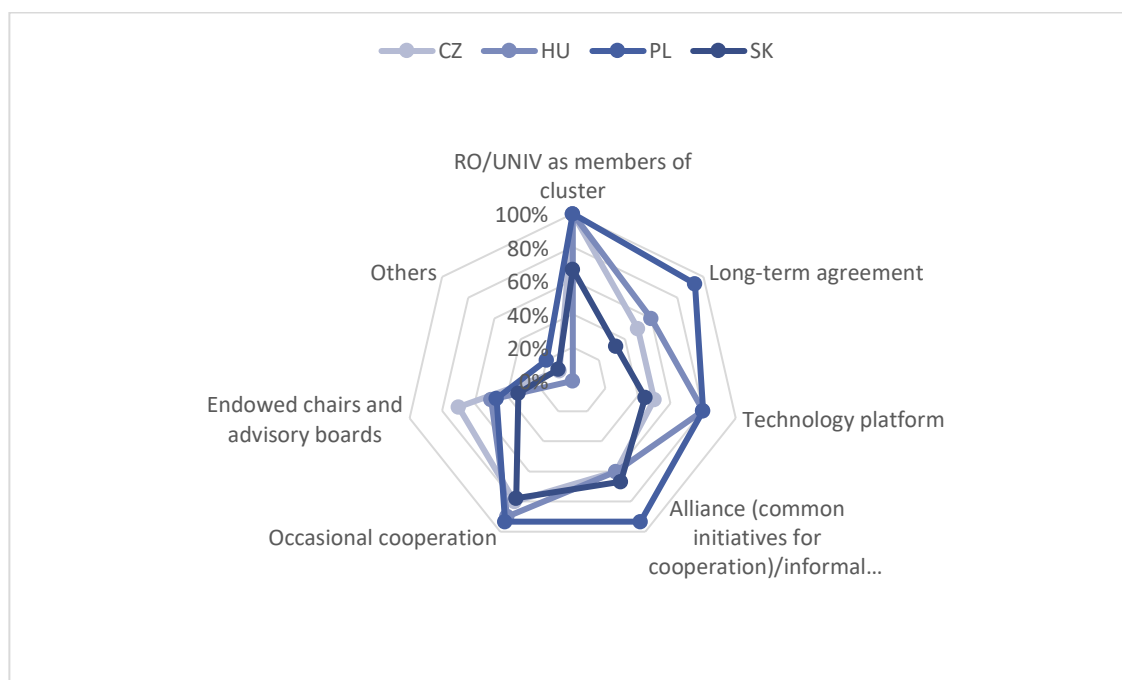 CZ HU PL SK
RO/UNIV as members of
cluster
100%
80%
60%
40%
20%
0%
Long-term agreement
Technology platform
Alliance (common
initiatives for
cooperation)/informal…
Occasional cooperation
Endowed chairs and
advisory boards
Others